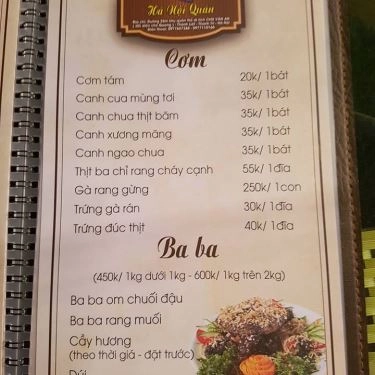 Hà Nội Quán
Cơm
Cơm tám 20k/ 1bát
Canh cua mùng tơi 35k/ 1bát
Canh chua thịt băm 35k/ 1bát
Canh xương măng 35k/ 1bát
Canh ngao chua 35k/ 1bát
Thịt ba chỉ rang cháy cạnh 55k/ 1đĩa
Gà rang gừng 250k/ 1con
Trứng gà rán 30k/ 1đĩa
Trứng đúc thịt 40k/ 1đĩa
Ba ba
(450k/ 1kg dưới 1kg - 600k/ 1kg trên 2kg)
Ba ba om chuối đậu
Ba ba rang muối
Cầy hương
(theo thời giá - đặt trước)
Dúi